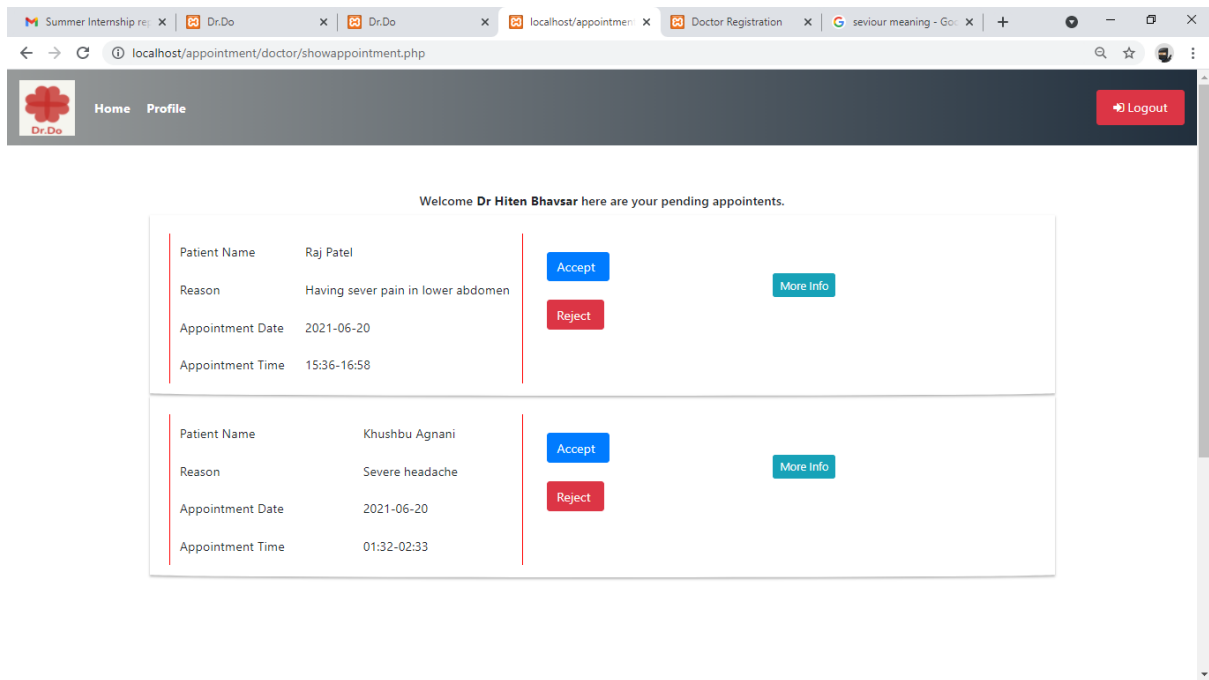 Summer Internship rep
Dr.Do
Dr.Do
localhost/appointment
Doctor Registration
seviour meaning - Goo
localhost/appointment/doctor/showappointment.php
Dr.Do
Home Profile
Logout
Welcome Dr Hiten Bhavsar here are your pending appointents.
Patient Name Raj Patel
Reason Having sever pain in lower abdomen
Appointment Date 2021-06-20
Appointment Time 15:36-16:58
Accept
Reject
More Info
Patient Name Khushbu Agnani
Reason Severe headache
Appointment Date 2021-06-20
Appointment Time 01:32-02:33
Accept
Reject
More Info